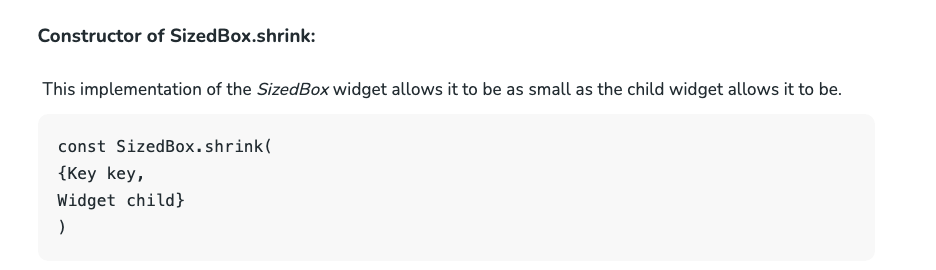 Constructor of SizedBox.shrink:
This implementation of the SizedBox widget allows it to be as small as the child widget allows it to be.
const SizedBox.shrink(
{Key key,
Widget child}
)